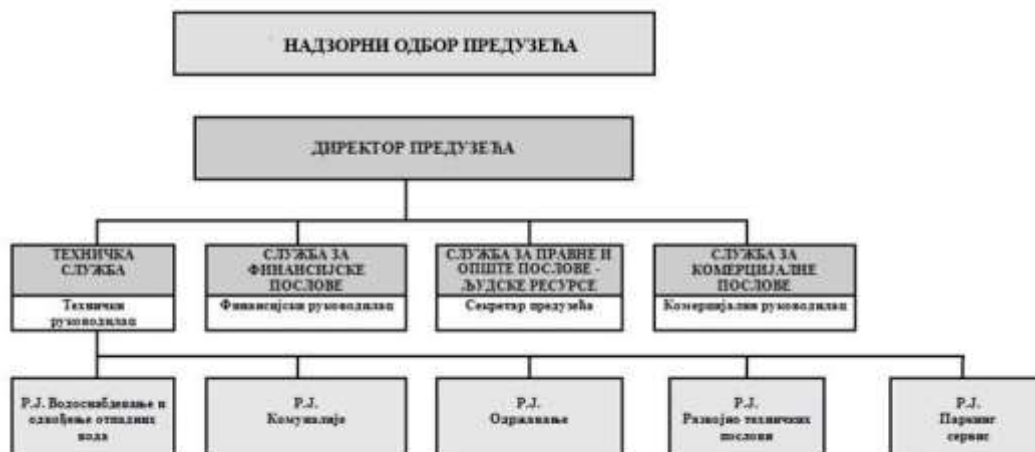 НАДЗОРНИ ОДБОР ПРЕДУЗЕЋА
ДИРЕКТОР ПРЕДУЗЕЋА
ТЕХНИЧКА
СЛУЖБА
Технички
руководилац
СЛУЖБА ЗА
ФИНАНСИЈСКЕ
ПОСЛОВЕ
Финансијски руководилац
СЛУЖБА ЗА ПРАВНЕ И
ОПШТЕ ПОСЛОВЕ -
ЉУДСКЕ РЕСУРСЕ
Секретар предузећа
СЛУЖБА ЗА
КОМЕРЦИЈАЛНЕ
ПОСЛОВЕ
Комерцијални руководилац
Р.Ј. Водоснабдевање и
одвођење отпадних
вода
Р.Ј.
Комуналије
Р.Ј.
Одржавање
Р.Ј.
Развојно техничких
послови
Р.Ј.
Паркинг
сервис